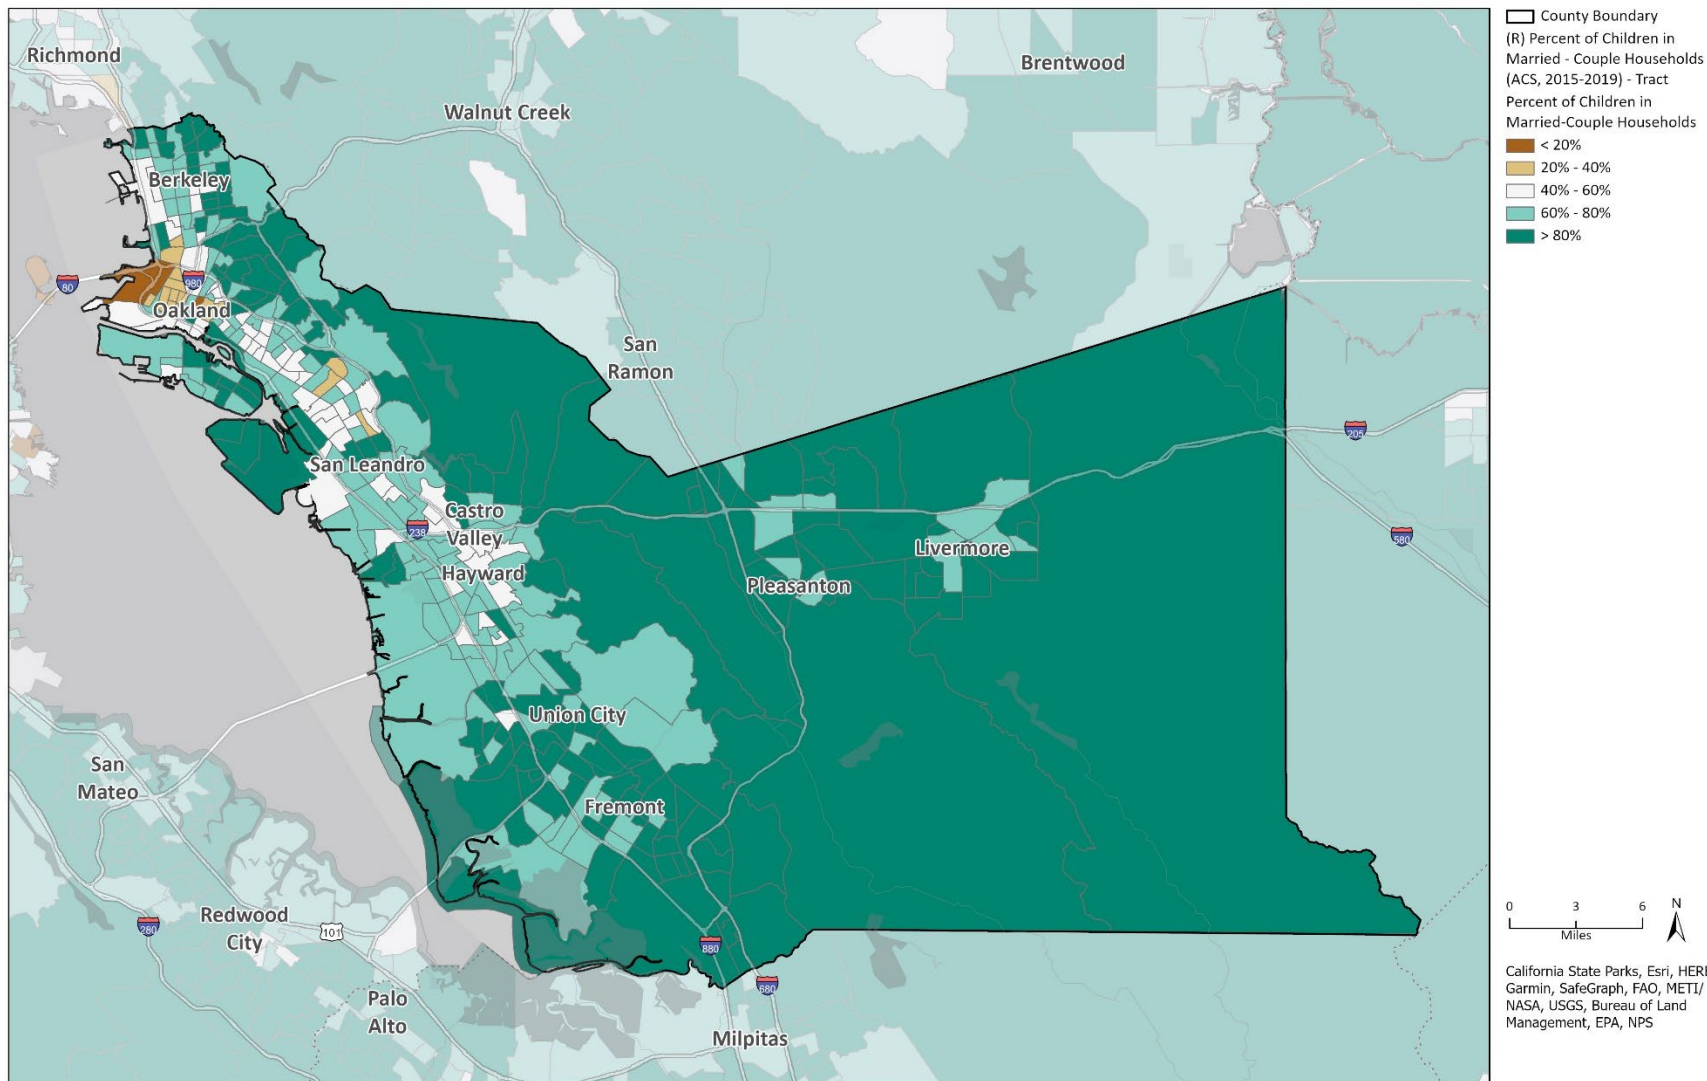 Richmond
Brentwood
Walnut Creek
Berkeley
80
980
Oakland
San
Ramon
205
San Leandro
Castro
Valley
238
580
Livermore
Hayward
Pleasanton
Union City
San
Mateo
Fremont
Redwood
City
280
101
880
680
Palo
Alto
Milpitas
County Boundary
(R) Percent of Children in
Married - Couple Households
(ACS, 2015-2019) - Tract
Percent of Children in
Married-Couple Households
< 20%
20% - 40%
40% - 60%
60% - 80%
> 80%
0 3 6
Miles
N
California State Parks, Esri, HERE,
Garmin, SafeGraph, FAO, METI/
NASA, USGS, Bureau of Land
Management, EPA, NPS